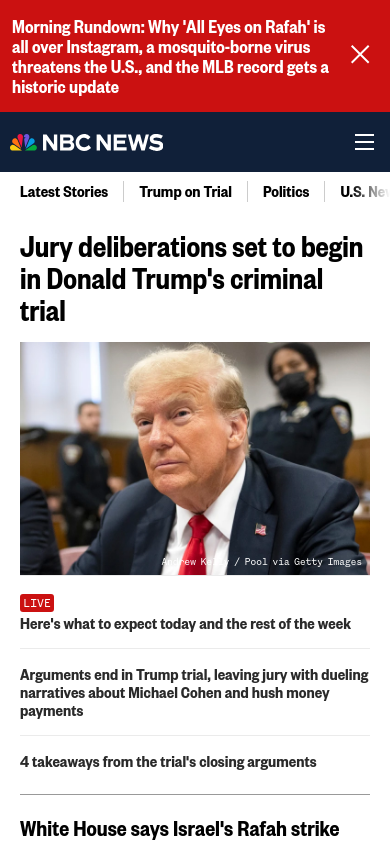 Morning Rundown: Why 'All Eyes on Rafah' is
all over Instagram, a mosquito-borne virus
threatens the U.S., and the MLB record gets a
historic update
NBC NEWS
Latest Stories
Trump on Trial
Politics
U.S. Ne
Jury deliberations set to begin
in Donald Trump's criminal
trial
Andrew Kelly / Pool via Getty Images
LIVE
Here's what to expect today and the rest of the week
Arguments end in Trump trial, leaving jury with dueling
narratives about Michael Cohen and hush money
payments
4 takeaways from the trial's closing arguments
White House says Israel's Rafah strike